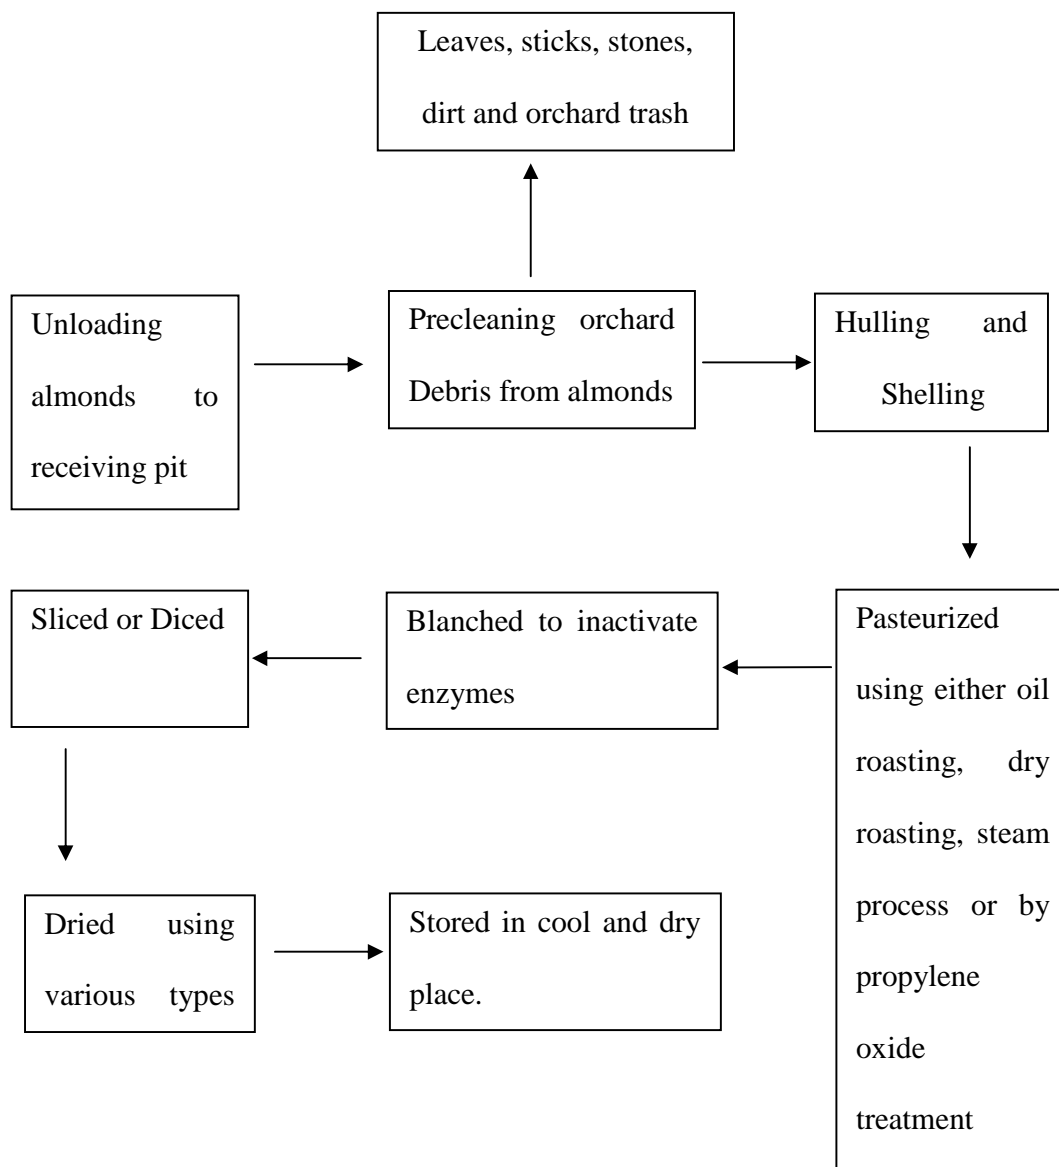 Leaves, sticks, stones,
dirt and orchard trash
Unloading
almonds to
receiving pit
Precleaning orchard
Debris from almonds
Hulling and
Shelling
Pasteurized
using either oil
roasting, dry
roasting, steam
process or by
propylene
oxide
treatment
Blanched to inactivate
enzymes
Sliced or Diced
Dried using
various types
Stored in cool and dry
place.